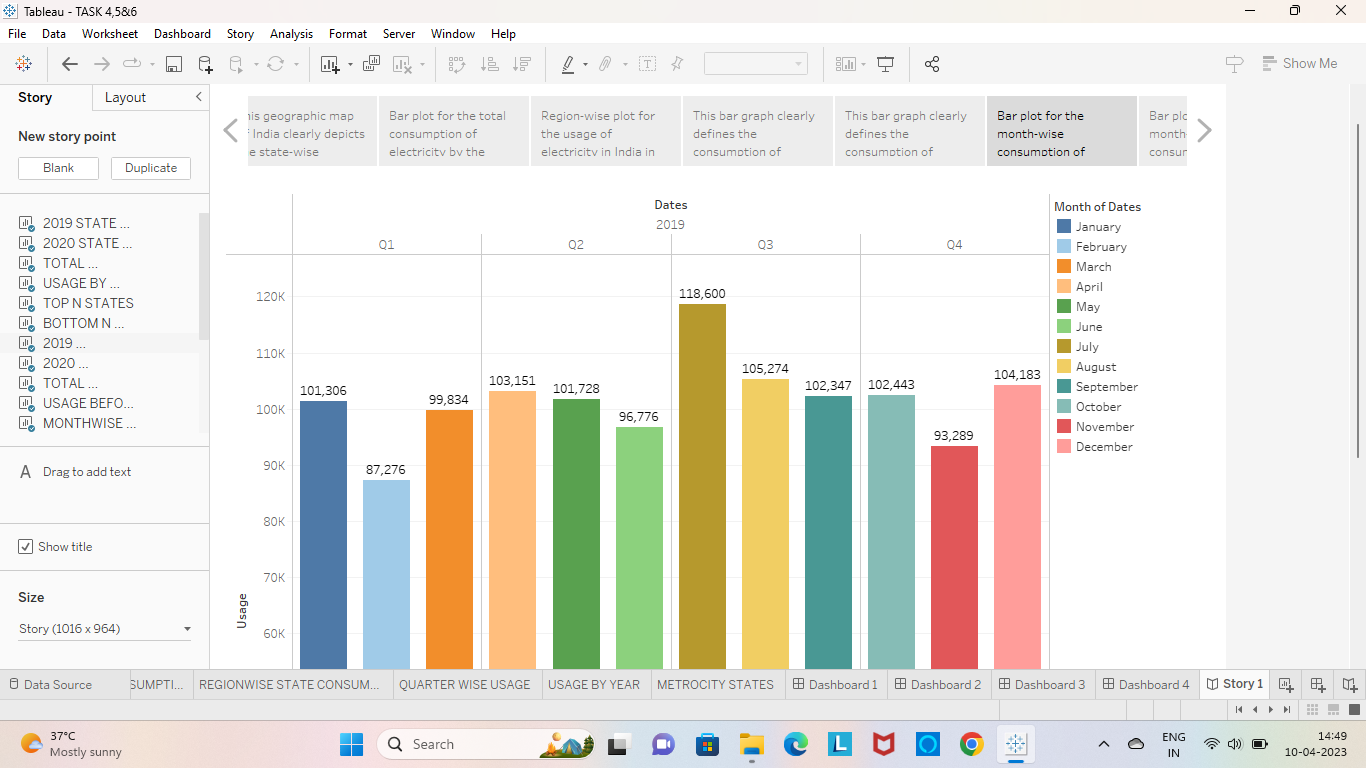 Tableau - TASK 4,5&6
File Data Worksheet Dashboard Story Analysis Format Server Window Help
Show Me
Story Layout
New story point
Blank Duplicate
2019 STATE ...
2020 STATE ...
TOTAL ...
USAGE BY ...
TOP N STATES
BOTTOM N ...
2019 ...
2020 ...
TOTAL ...
USAGE BEFO...
MONTHWISE ...
A Drag to add text
Show title
Size
Story (1016 x 964)
his geographic map
f India clearly depicts
e state-wise
Bar plot for the total
consumption of
electricity by the
Region-wise plot for
the usage of
electricity in India in
This bar graph clearly
defines the
consumption of
This bar graph clearly
defines the
consumption of
Bar plot for the
month-wise
consumption of
Bar plo
month
consur
Dates
2019
Q1 Q2 Q3 Q4
Usage
120K
110K
100K
90K
80K
70K
60K
101,306
87,276
99,834
103,151
101,728
96,776
118,600
105,274
102,347
102,443
93,289
104,183
Month of Dates
January
February
March
April
May
June
July
August
September
October
November
December
Data Source SUMPTI... REGIONWISE STATE CONSUM... QUARTER WISE USAGE USAGE BY YEAR METROCITY STATES Dashboard 1 Dashboard 2 Dashboard 3 Dashboard 4 Story 1
37°C
Mostly sunny
Search
ENG
IN
14:49
10-04-2023